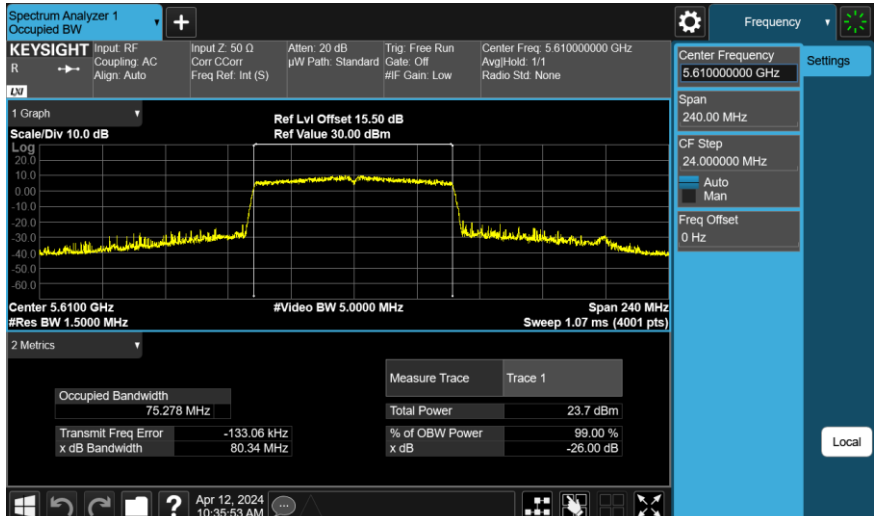 Spectrum Analyzer 1
Occupied BW
+
Frequency
KEYSIGHT
R
LXI
Input: RF
Coupling: AC
Align: Auto
Input Z: 50 Ω
Corr CCorr
Freq Ref: Int (S)
Atten: 20 dB
µW Path: Standard
Trig: Free Run
Gate: Off
#IF Gain: Low
Center Freq: 5.610000000 GHz
Avg|Hold: 1/1
Radio Std: None
Center Frequency
5.610000000 GHz
Settings
Span
240.00 MHz
CF Step
24.000000 MHz
Auto
Man
Freq Offset
0 Hz
1 Graph
Scale/Div 10.0 dB
Ref Lvl Offset 15.50 dB
Ref Value 30.00 dBm
Log
20.0
10.0
0.00
-10.0
-20.0
-30.0
-40.0
-50.0
-60.0
Center 5.6100 GHz
#Video BW 5.0000 MHz
Span 240 MHz
#Res BW 1.5000 MHz
Sweep 1.07 ms (4001 pts)
2 Metrics
Measure Trace
Trace 1
Occupied Bandwidth
75.278 MHz
Total Power
23.7 dBm
Transmit Freq Error
-133.06 kHz
% of OBW Power
99.00 %
x dB Bandwidth
80.34 MHz
x dB
-26.00 dB
Local
?
Apr 12, 2024
10:35:53 AM